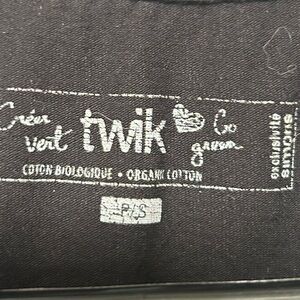 Créer vert
twik
Go green
COTON BIOLOGIQUE • ORGANIC COTTON
exclusivité simons
P/S